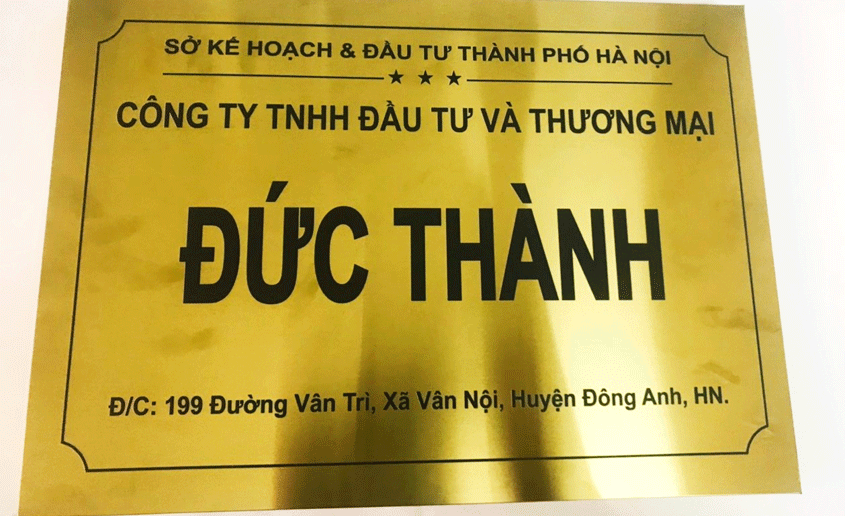 SỞ KẾ HOẠCH & ĐẦU TƯ THÀNH PHỐ HÀ NỘI
CÔNG TY TNHH ĐẦU TƯ VÀ THƯƠNG MẠI
ĐỨC THÀNH
Đ/C: 199 Đường Vân Trì, Xã Vân Nội, Huyện Đông Anh, HN.